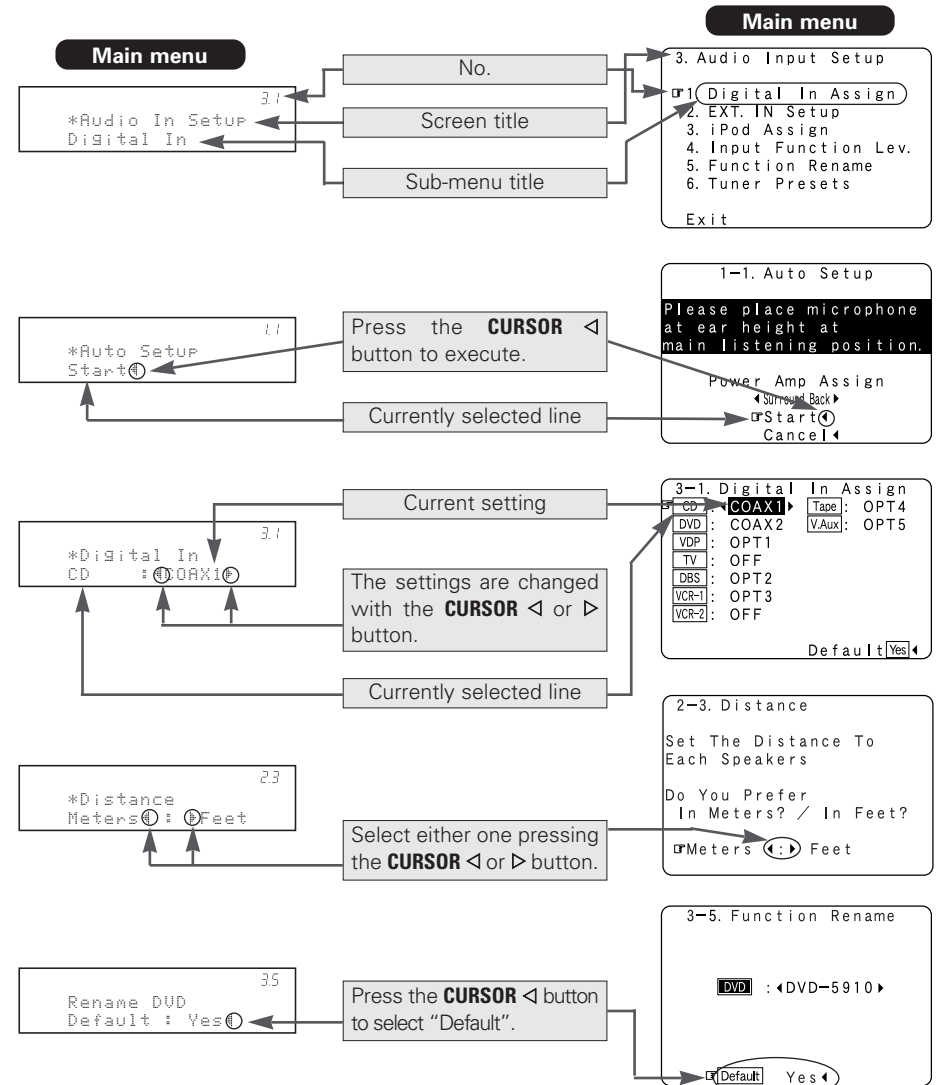 Main menu
3.1
*Audio In Setup
Digital In
No.
Screen title
Sub-menu title
Main menu
3. Audio Input Setup
☞1. Digital In Assign
2. EXT. IN Setup
3. iPod Assign
4. Input Function Lev.
5. Function Rename
6. Tuner Presets
Exit
1.1
*Auto Setup
Start◀
Press the CURSOR ◁
button to execute.
Currently selected line
1-1. Auto Setup
Please place microphone
at ear height at
main listening position.
Power Amp Assign
◀Surround Back▶
☞Start◀
Cancel◀
3.1
*Digital In
CD :◀COAX1▶
Current setting
The settings are changed
with the CURSOR ◁ or ▷
button.
Currently selected line
3-1. Digital In Assign
☞CD :◀COAX1▶ Tape : OPT4
DVD : COAX2 V.Aux : OPT5
VDP : OPT1
TV : OFF
DBS : OPT2
VCR-1 : OPT3
VCR-2 : OFF
Default Yes◀
2.3
*Distance
Meters◀ : ▶Feet
Select either one pressing
the CURSOR ◁ or ▷ button.
2-3. Distance
Set The Distance To
Each Speakers
Do You Prefer
In Meters? / In Feet?
☞Meters ◀:▶ Feet
3.5
Rename DVD
Default : Yes◀
Press the CURSOR ◁ button
to select "Default".
3-5. Function Rename
DVD :◀DVD-5910▶
☞Default Yes◀